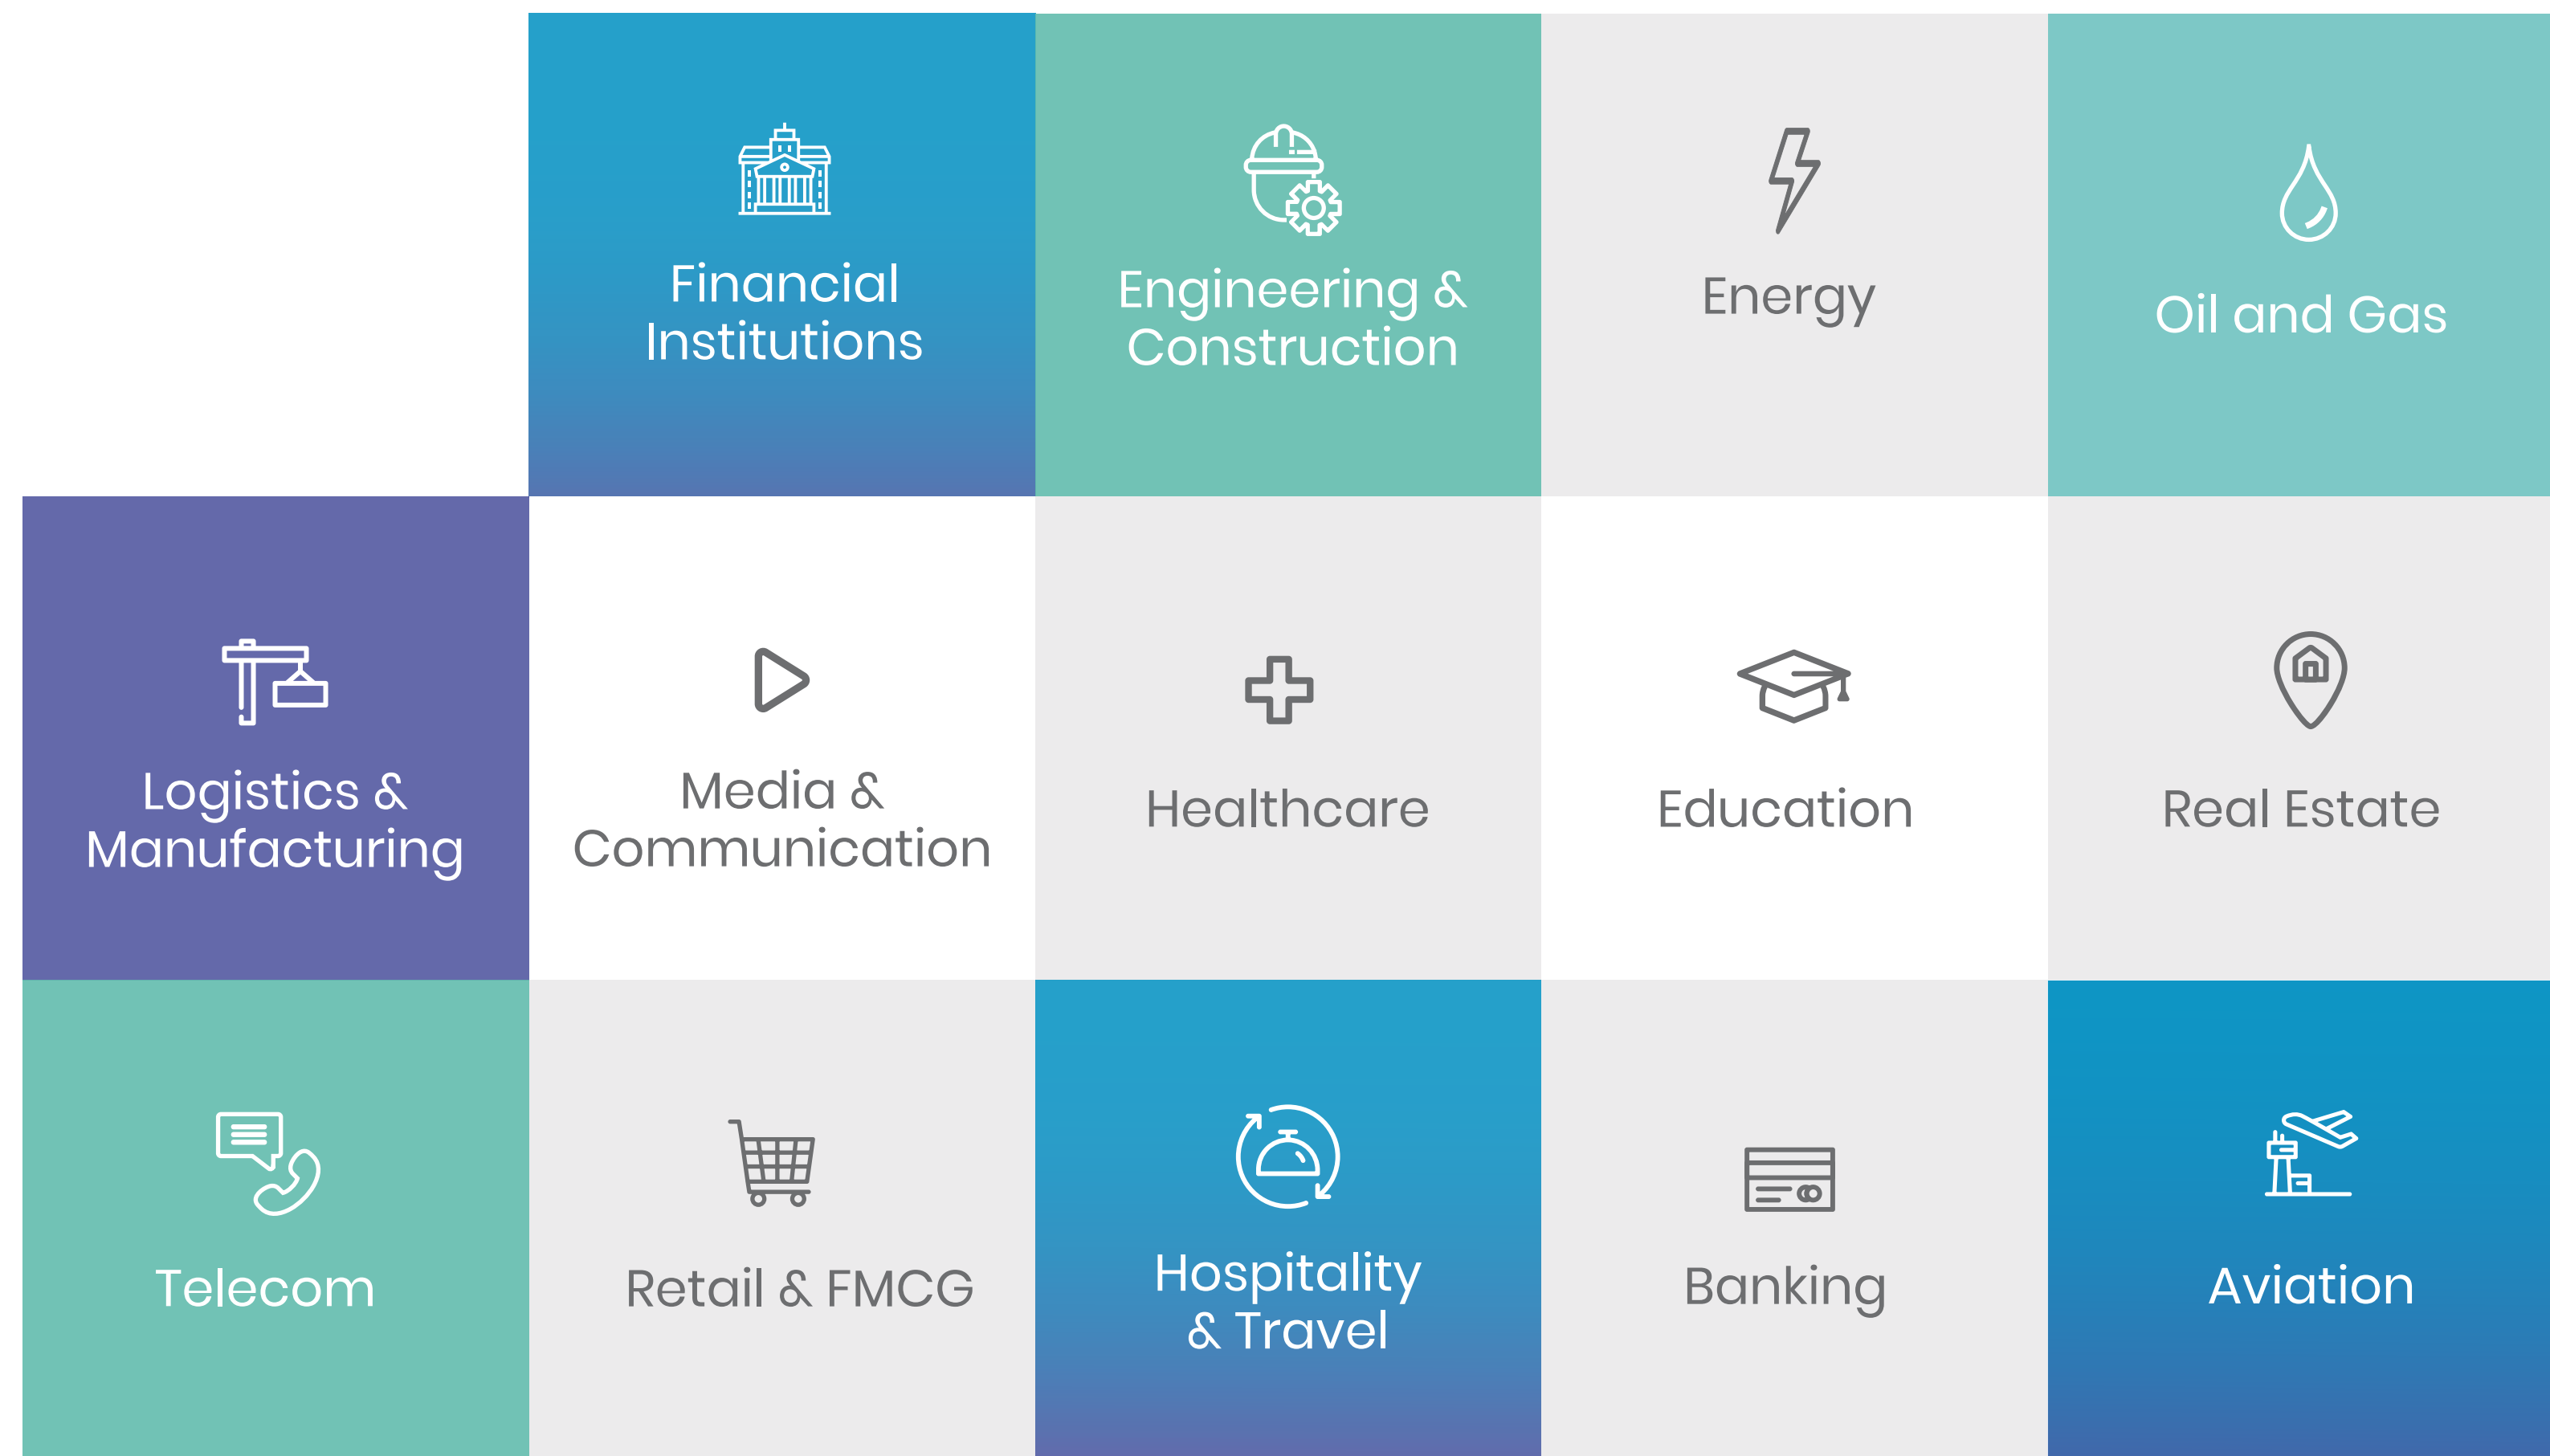 Financial
Institutions
Engineering &
Construction
Energy
Oil and Gas
Logistics &
Manufacturing
Media &
Communication
Healthcare
Education
Real Estate
Telecom
Retail & FMCG
Hospitality
& Travel
Banking
Aviation